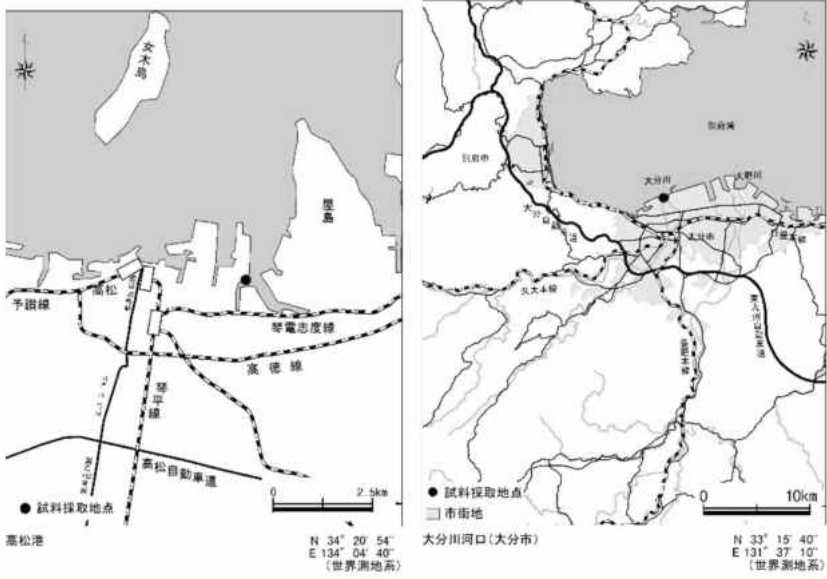 女木島
屋島
高松
予讃線
琴電志度線
高徳線
琴平線
高松自動車道
● 試料採取地点
0 2.5km
高松港
N 34° 20′ 54″
E 134° 04′ 40″
(世界測地系)
別府湾
別府市
大分川
大野川
大分市
久大本線
豊肥本線
● 試料採取地点
市街地
0 10km
大分川河口(大分市)
N 33° 15′ 40″
E 131° 37′ 10″
(世界測地系)